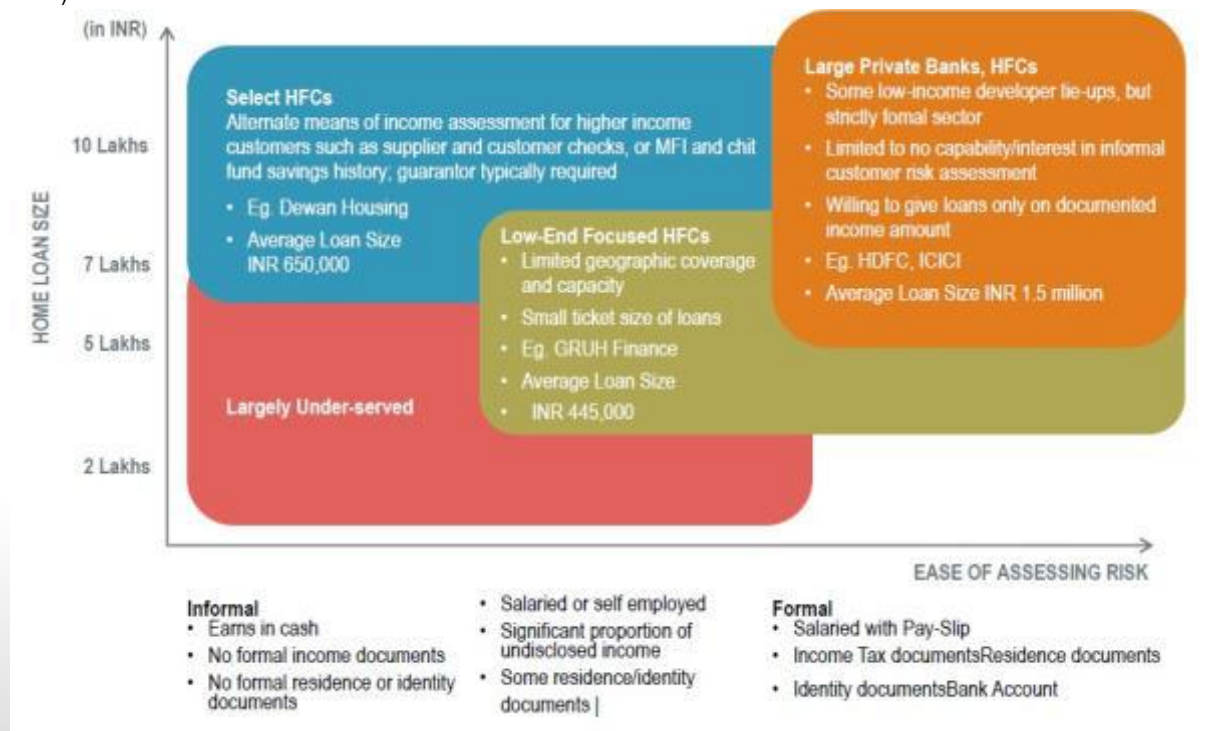 (in INR)
HOME LOAN SIZE
10 Lakhs
7 Lakhs
5 Lakhs
2 Lakhs
Select HFCs
Alternate means of income assessment for higher income
customers such as supplier and customer checks, or MFI and chit
fund savings history; guarantor typically required
• Eg. Dewan Housing
• Average Loan Size
INR 650,000
Large Private Banks, HFCs
• Some low-income developer tie-ups, but
strictly fomal sector
• Limited to no capability/interest in informal
customer risk assessment
• Willing to give loans only on documented
income amount
• Eg. HDFC, ICICI
• Average Loan Size INR 1.5 million
Low-End Focused HFCs
• Limited geographic coverage
and capacity
• Small ticket size of loans
• Eg. GRUH Finance
• Average Loan Size
• INR 445,000
Largely Under-served
EASE OF ASSESSING RISK
Informal
• Earns in cash
• No formal income documents
• No formal residence or identity
documents
• Salaried or self employed
• Significant proportion of
undisclosed income
• Some residence/identity
documents |
Formal
• Salaried with Pay-Slip
• Income Tax documentsResidence documents
• Identity documentsBank Account